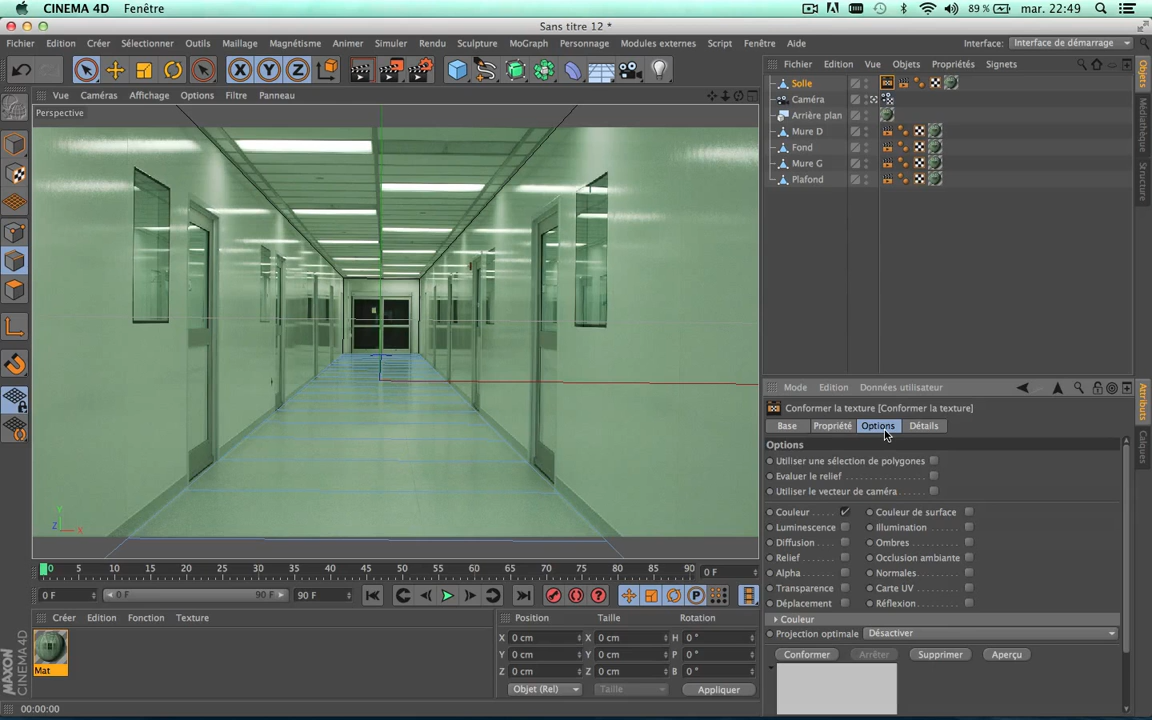 CINEMA 4D Fenêtre 89 % mar. 22:49
Sans titre 12 *
Fichier Edition Créer Sélectionner Outils Maillage Magnétisme Animer Simuler Rendu Sculpture MoGraph Personnage Modules externes Script Fenêtre Aide Interface: Interface de démarrage
X Y Z
Fichier Edition Vue Objets Propriétés Signets
Vue Caméras Affichage Options Filtre Panneau
Perspective
Solle
Caméra
Arrière plan
Mure D
Fond
Mure G
Plafond
Objets
Médiathèque
Structure
Mode Edition Données utilisateur
Conformer la texture [Conformer la texture]
Base Propriété Options Détails
Attributs
Calques
Options
Utiliser une sélection de polygones
Evaluer le relief
Utiliser le vecteur de caméra
Couleur Couleur de surface
Luminescence Illumination
Diffusion Ombres
Relief Occlusion ambiante
Alpha Normales
Transparence Carte UV
Déplacement Réflexion
Couleur
Projection optimale Désactiver
Conformer Arrêter Supprimer Aperçu
Y
Z X
0 5 10 15 20 25 30 35 40 45 50 55 60 65 70 75 80 85 90 0 F
0 F 0 F 90 F 90 F
P
Créer Edition Fonction Texture
Mat
Position Taille Rotation
X 0 cm X 0 cm H 0 °
Y 0 cm Y 0 cm P 0 °
Z 0 cm Z 0 cm B 0 °
Objet (Rel) Taille Appliquer
MAXON
CINEMA 4D
00:00:00